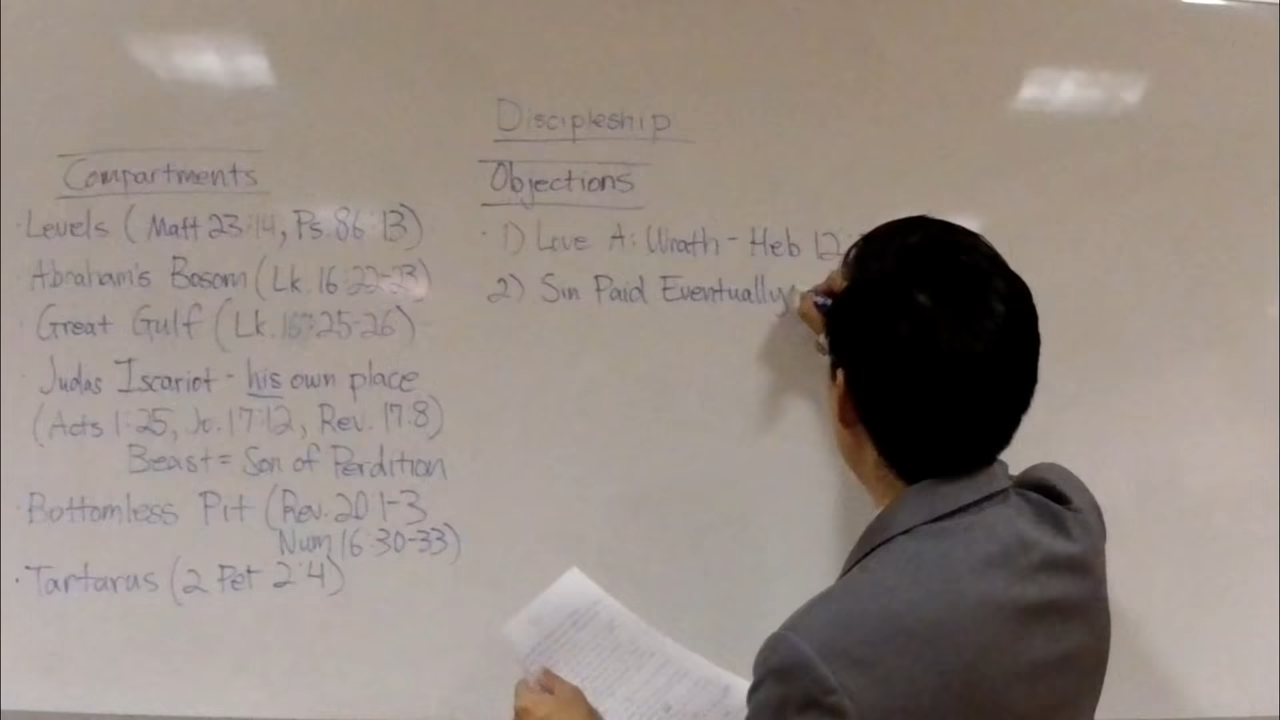 Discipleship
Compartments
· Levels (Matt 23:14, Ps. 86:13)
Abraham's Bosom (Lk. 16:22-23)
· Great Gulf (Lk. 16:25-26)
· Judas Iscariot - his own place
(Acts 1:25, Jo. 17:12, Rev. 17:8)
Beast = Son of Perdition
· Bottomless Pit (Rev. 20:1-3
Num 16:30-33)
· Tartarus (2 Pet 2:4)
Objections
· 1) Love A: Wrath - Heb 12:
2) Sin Paid Eventually